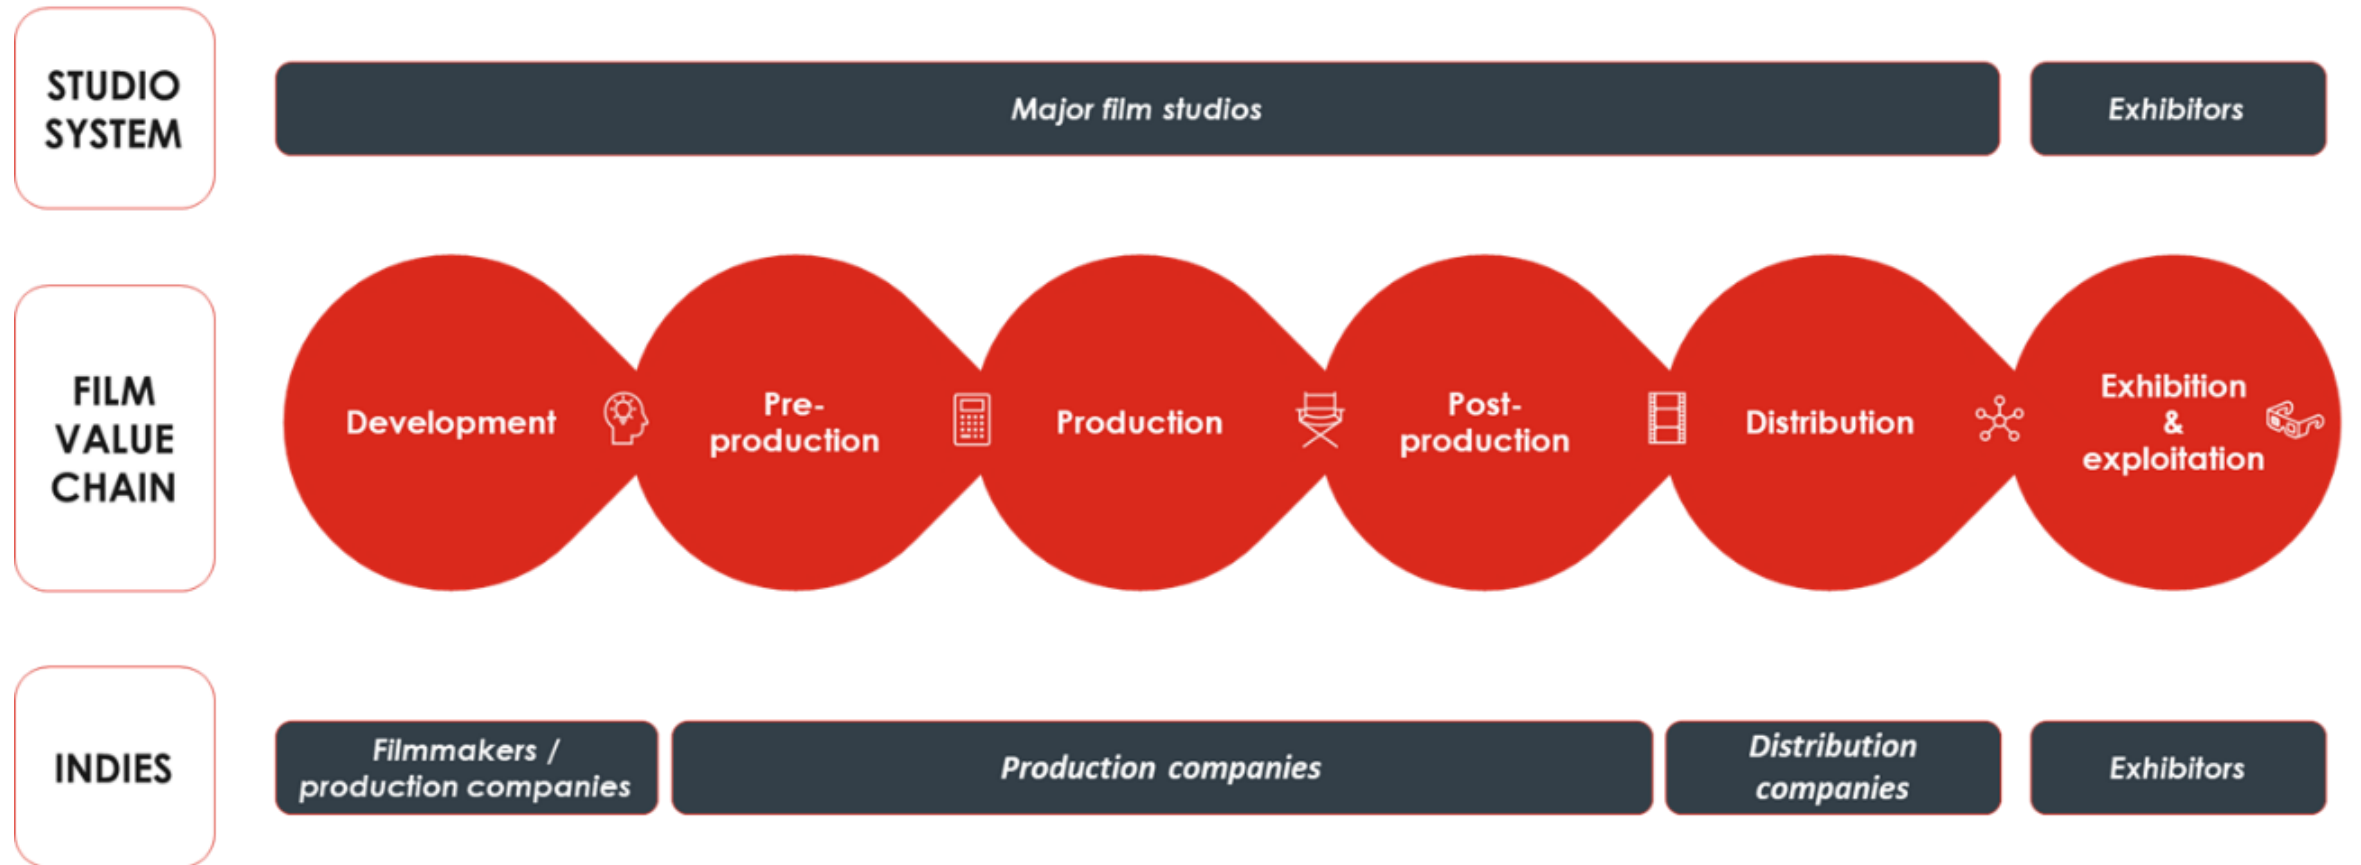 STUDIO
SYSTEM
Major film studios
Exhibitors
FILM
VALUE
CHAIN
Development
Pre-
production
Production
Post-
production
Distribution
Exhibition
&
exploitation
INDIES
Filmmakers /
production companies
Production companies
Distribution
companies
Exhibitors